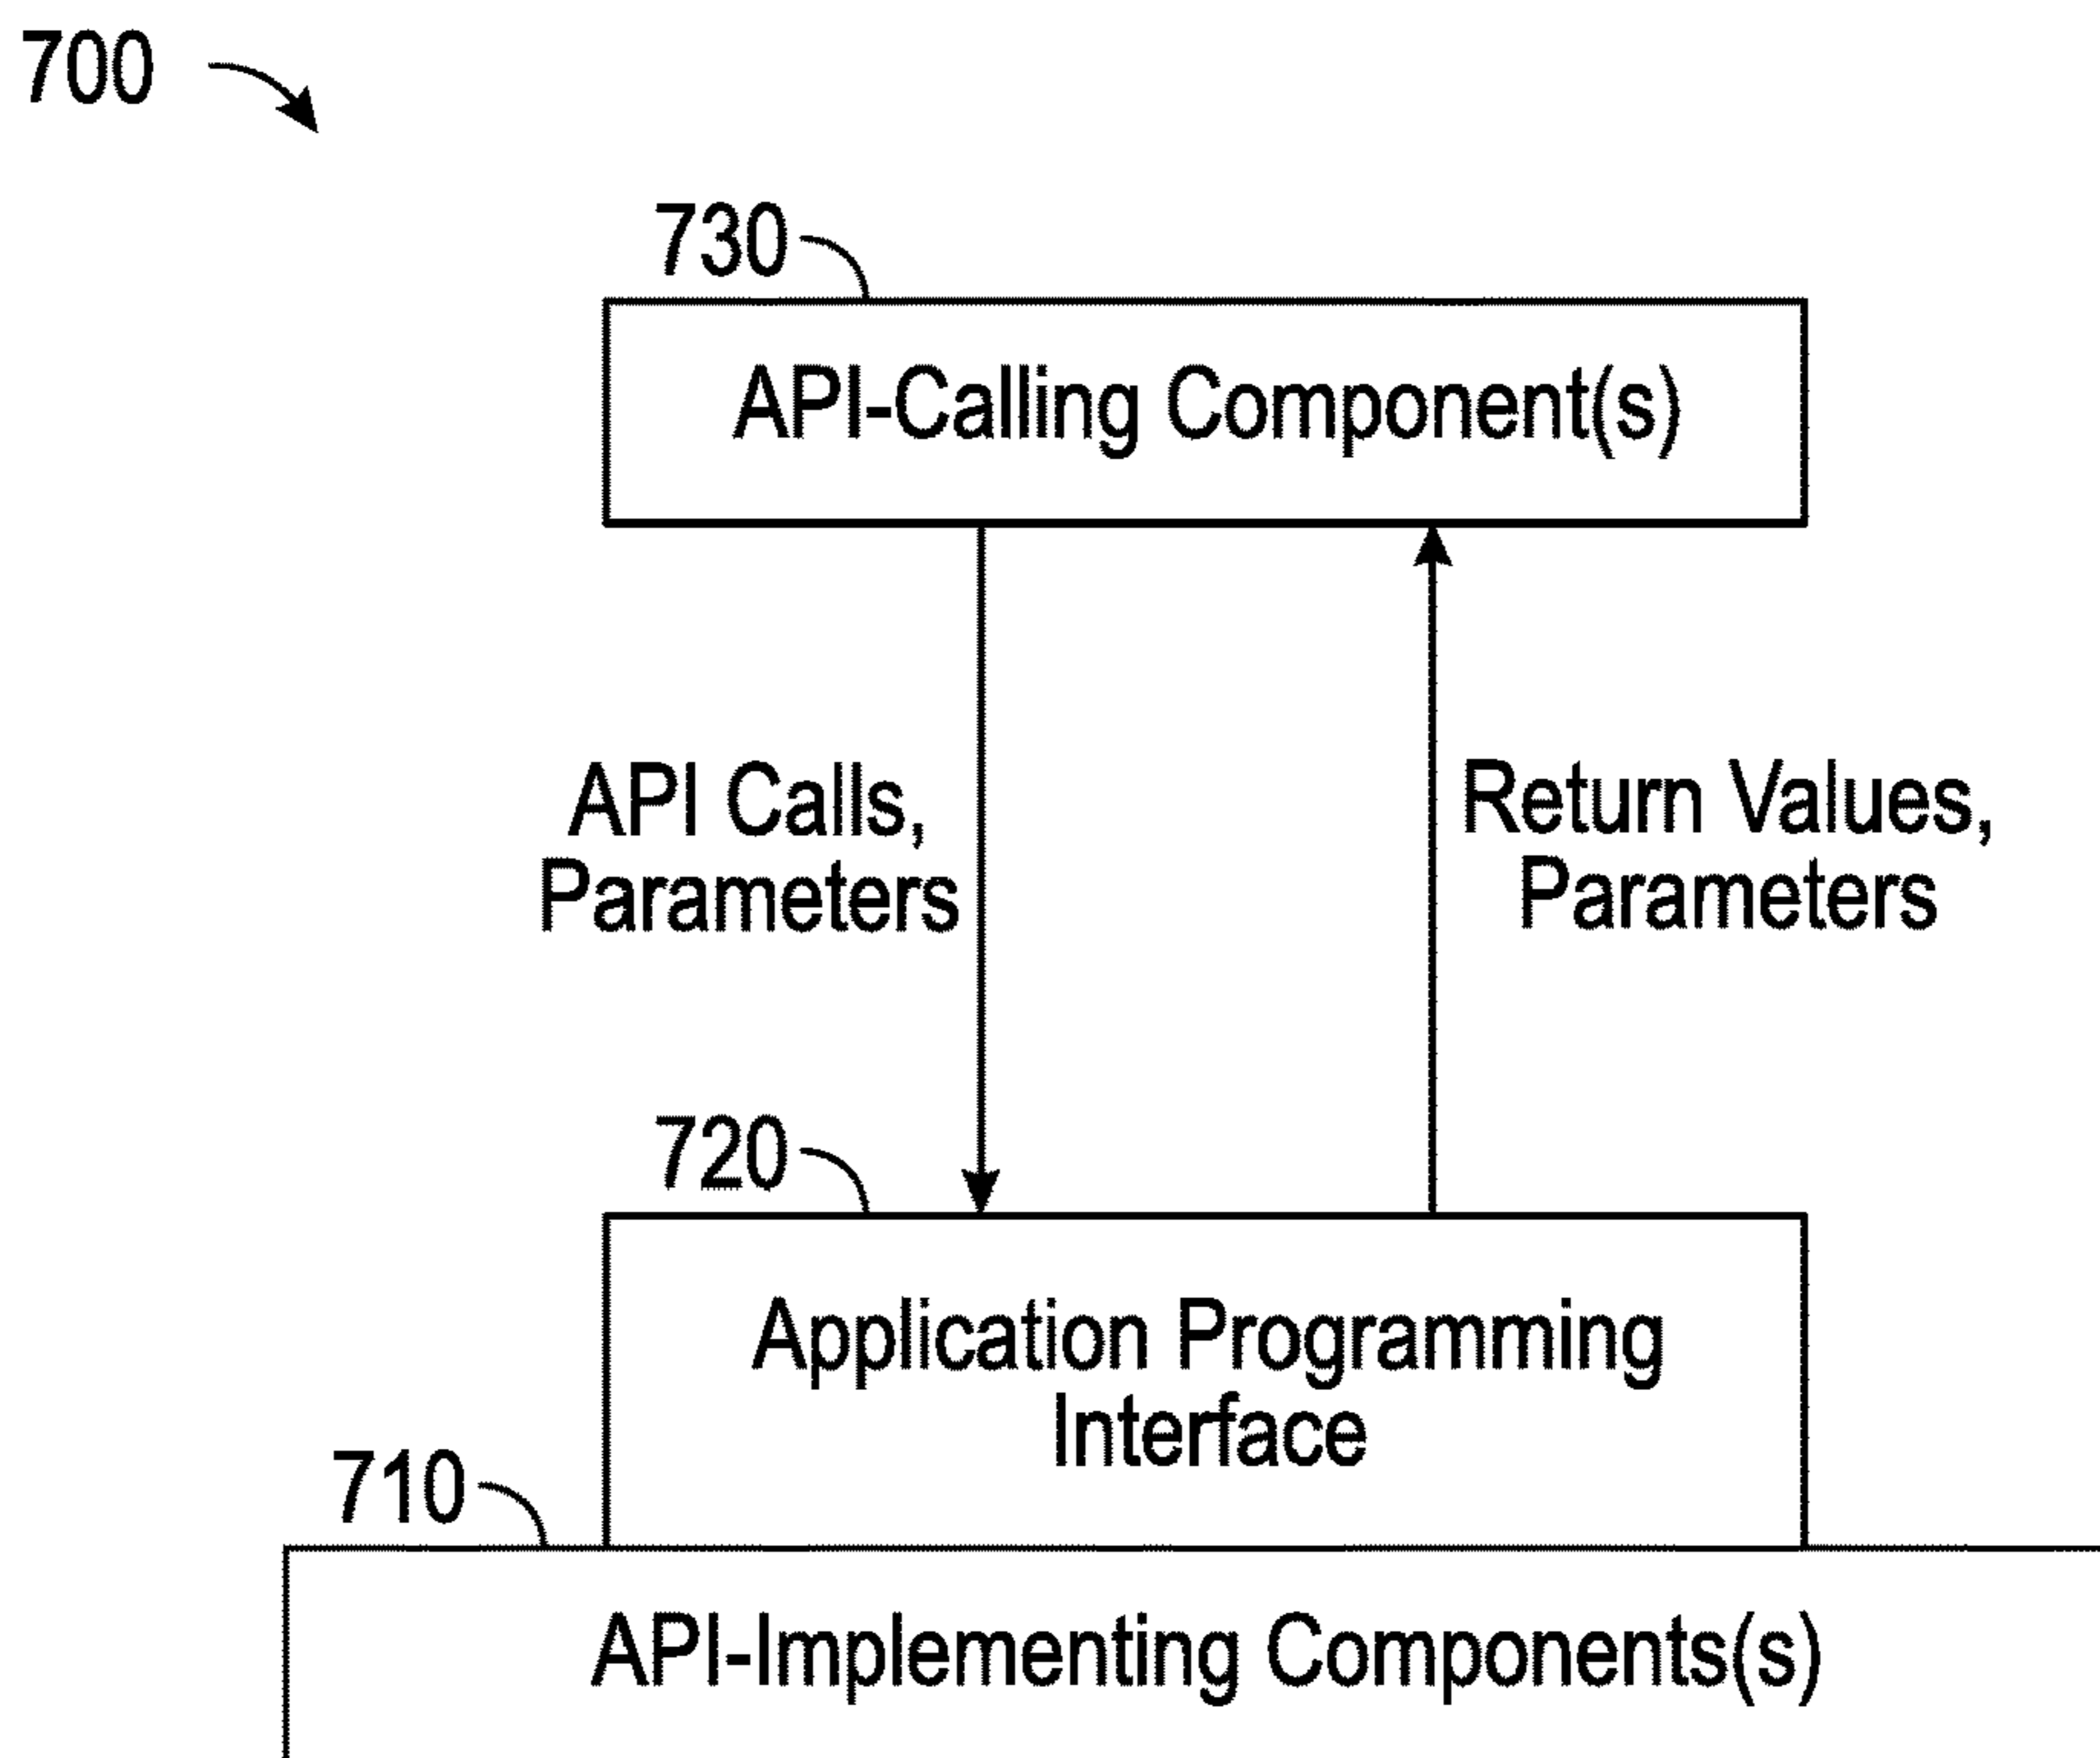 700
730
API-Calling Component(s)
API Calls,
Parameters
Return Values,
Parameters
720
Application Programming
Interface
710
API-Implementing Components(s)